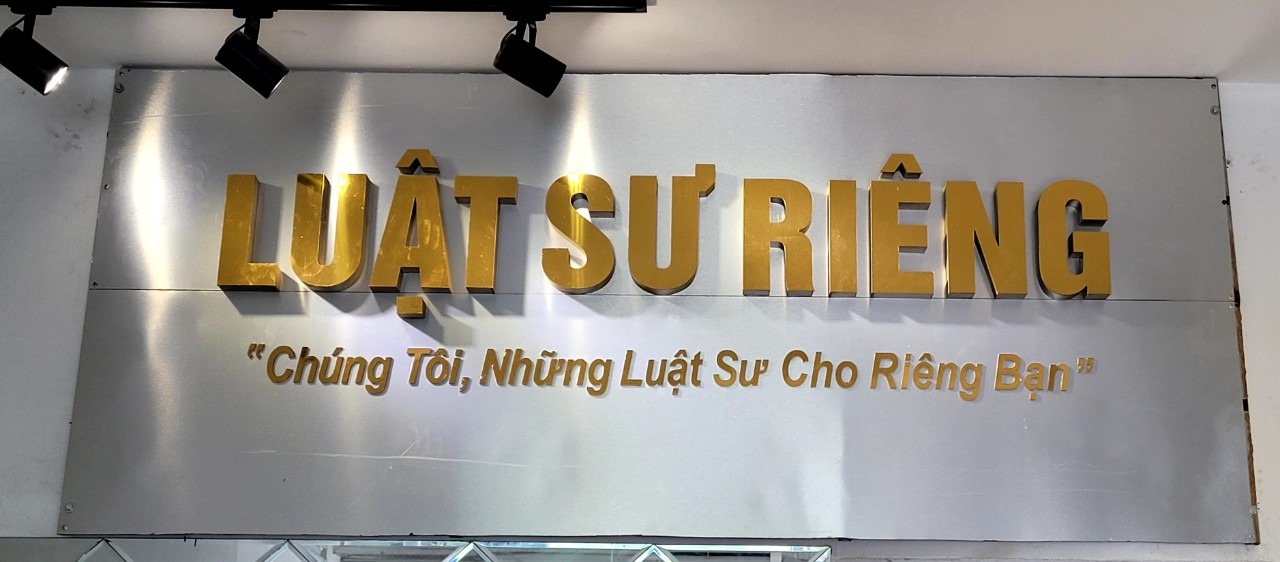 LUẬT SƯ RIÊNG
"Chúng Tôi, Những Luật Sư Cho Riêng Bạn"